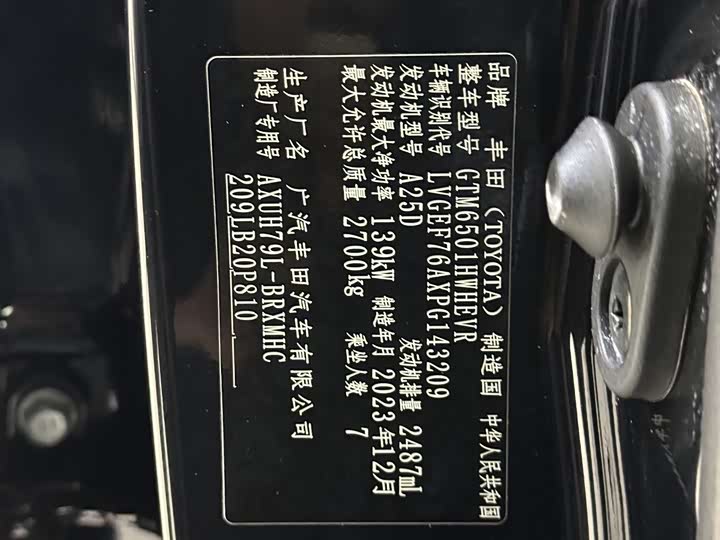 品牌 丰田(TOYOTA) 制造国 中华人民共和国
整车型号 GTM6501HWHEVR
车辆识别代号 LVGEF76AXPG143209
发动机型号 A25D 发动机排量 2487mL
发动机最大净功率 139kW 制造年月 2023年12月
最大允许总质量 2700kg 乘坐人数 7
生产厂名 广汽丰田汽车有限公司
制造厂专用号 AXUH79L-BRXMHC
209LB20P810